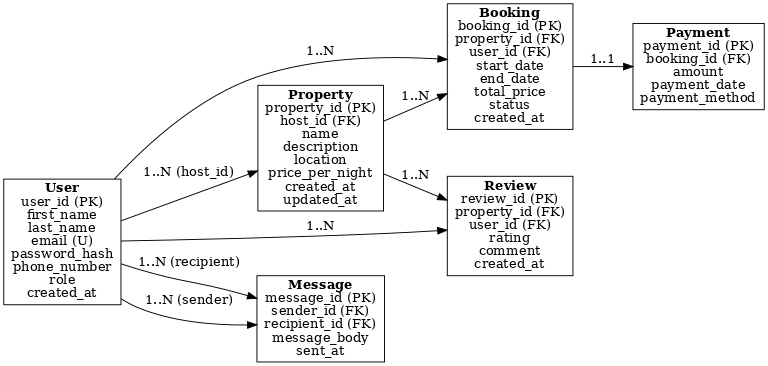 User
user_id (PK)
first_name
last_name
email (U)
password_hash
phone_number
role
created_at
1..N
1..N (host_id)
1..N
1..N (recipient)
1..N (sender)
Property
property_id (PK)
host_id (FK)
name
description
location
price_per_night
created_at
updated_at
1..N
1..N
Message
message_id (PK)
sender_id (FK)
recipient_id (FK)
message_body
sent_at
Booking
booking_id (PK)
property_id (FK)
user_id (FK)
start_date
end_date
total_price
status
created_at
1..1
Review
review_id (PK)
property_id (FK)
user_id (FK)
rating
comment
created_at
Payment
payment_id (PK)
booking_id (FK)
amount
payment_date
payment_method